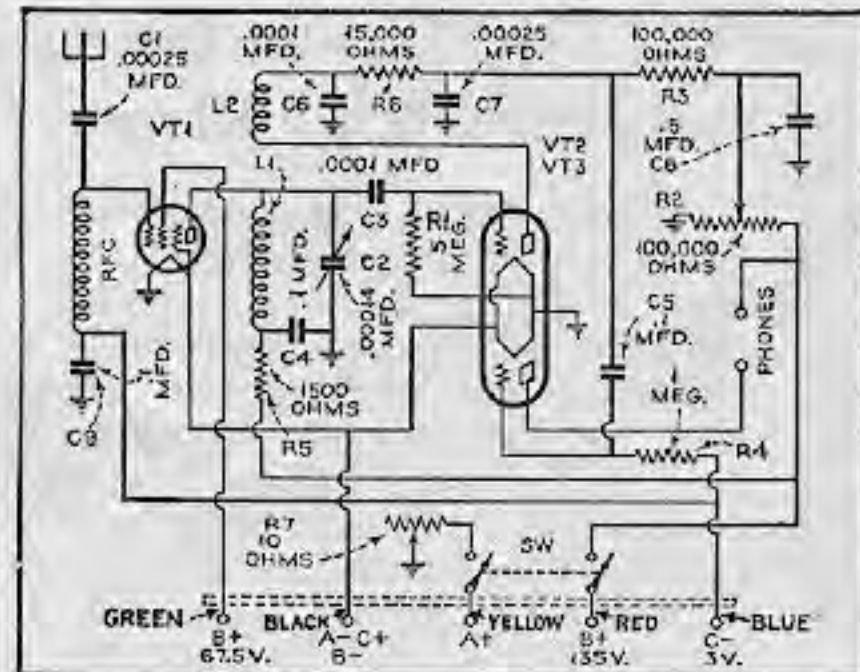 C1
.00025
MFD.
.0001
MFD.
15,000
OHMS
.00025
MFD.
100,000
OHMS
L2
C6
R6
C7
R3
VT1
L1
.0001 MFD
VT2
VT3
.5
MFD.
C8
RFC
.1 MFD.
C3
C2
.00014
MFD.
R1
5
MEG.
R2
100,000
OHMS
C4
C5
MFD.
PHONES
MFD.
C9
1500
OHMS
R5
MEG.
R4
R7
10
OHMS
SW
GREEN
BLACK
YELLOW
RED
BLUE
B+
67.5 V.
A- C+
B-
A+
B+
135 V.
C-
3 V.